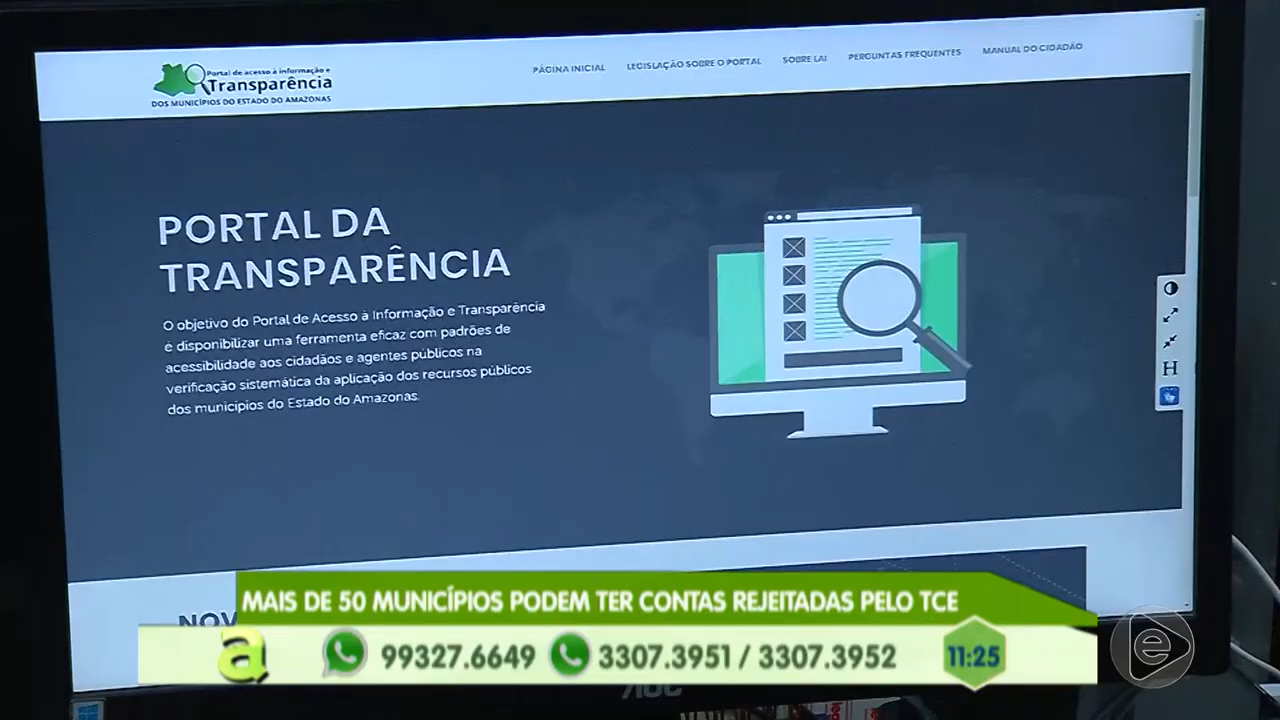 Portal de acesso à informação e
Transparência
DOS MUNICÍPIOS DO ESTADO DO AMAZONAS
PÁGINA INICIAL
LEGISLAÇÃO SOBRE O PORTAL
SOBRE LAI
PERGUNTAS FREQUENTES
MANUAL DO CIDADÃO
PORTAL DA
TRANSPARÊNCIA
O objetivo do Portal de Acesso à Informação e Transparência
é disponibilizar uma ferramenta eficaz com padrões de
acessibilidade aos cidadãos e agentes públicos na
verificação sistemática da aplicação dos recursos públicos
dos municípios do Estado do Amazonas.
H
NOV
MAIS DE 50 MUNICÍPIOS PODEM TER CONTAS REJEITADAS PELO TCE
a 99327.6649 3307.3951 / 3307.3952 11:25
e
AOC